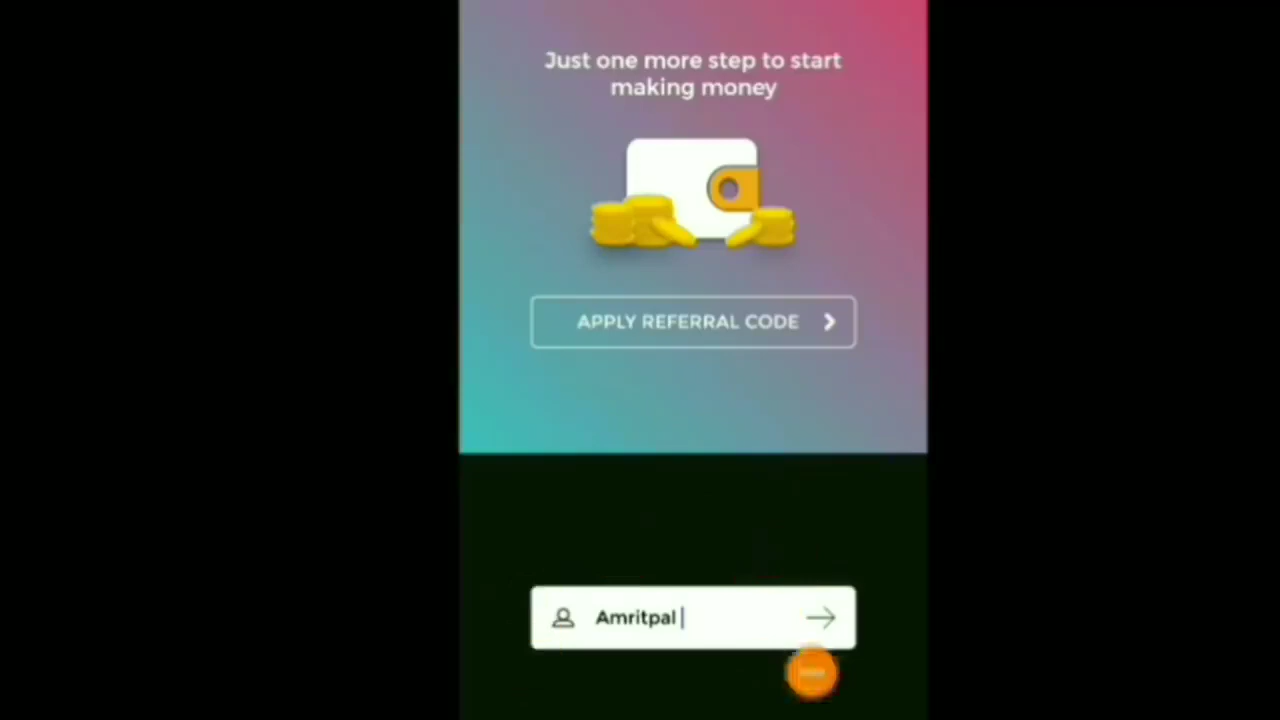 Just one more step to start
making money
APPLY REFERRAL CODE
Amritpal